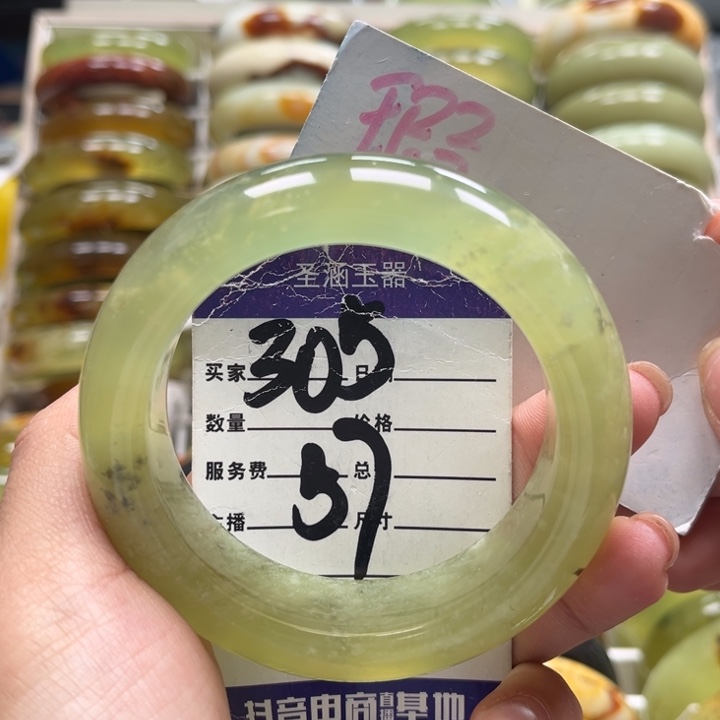 圣涵玉器
305
买家 日
数量 价格
服务费 总
57
主播 尺寸
抖音电商直播基地